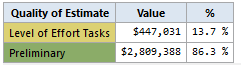 Quality of Estimate Value %
Level of Effort Tasks $447,031 13.7 %
Preliminary $2,809,388 86.3 %